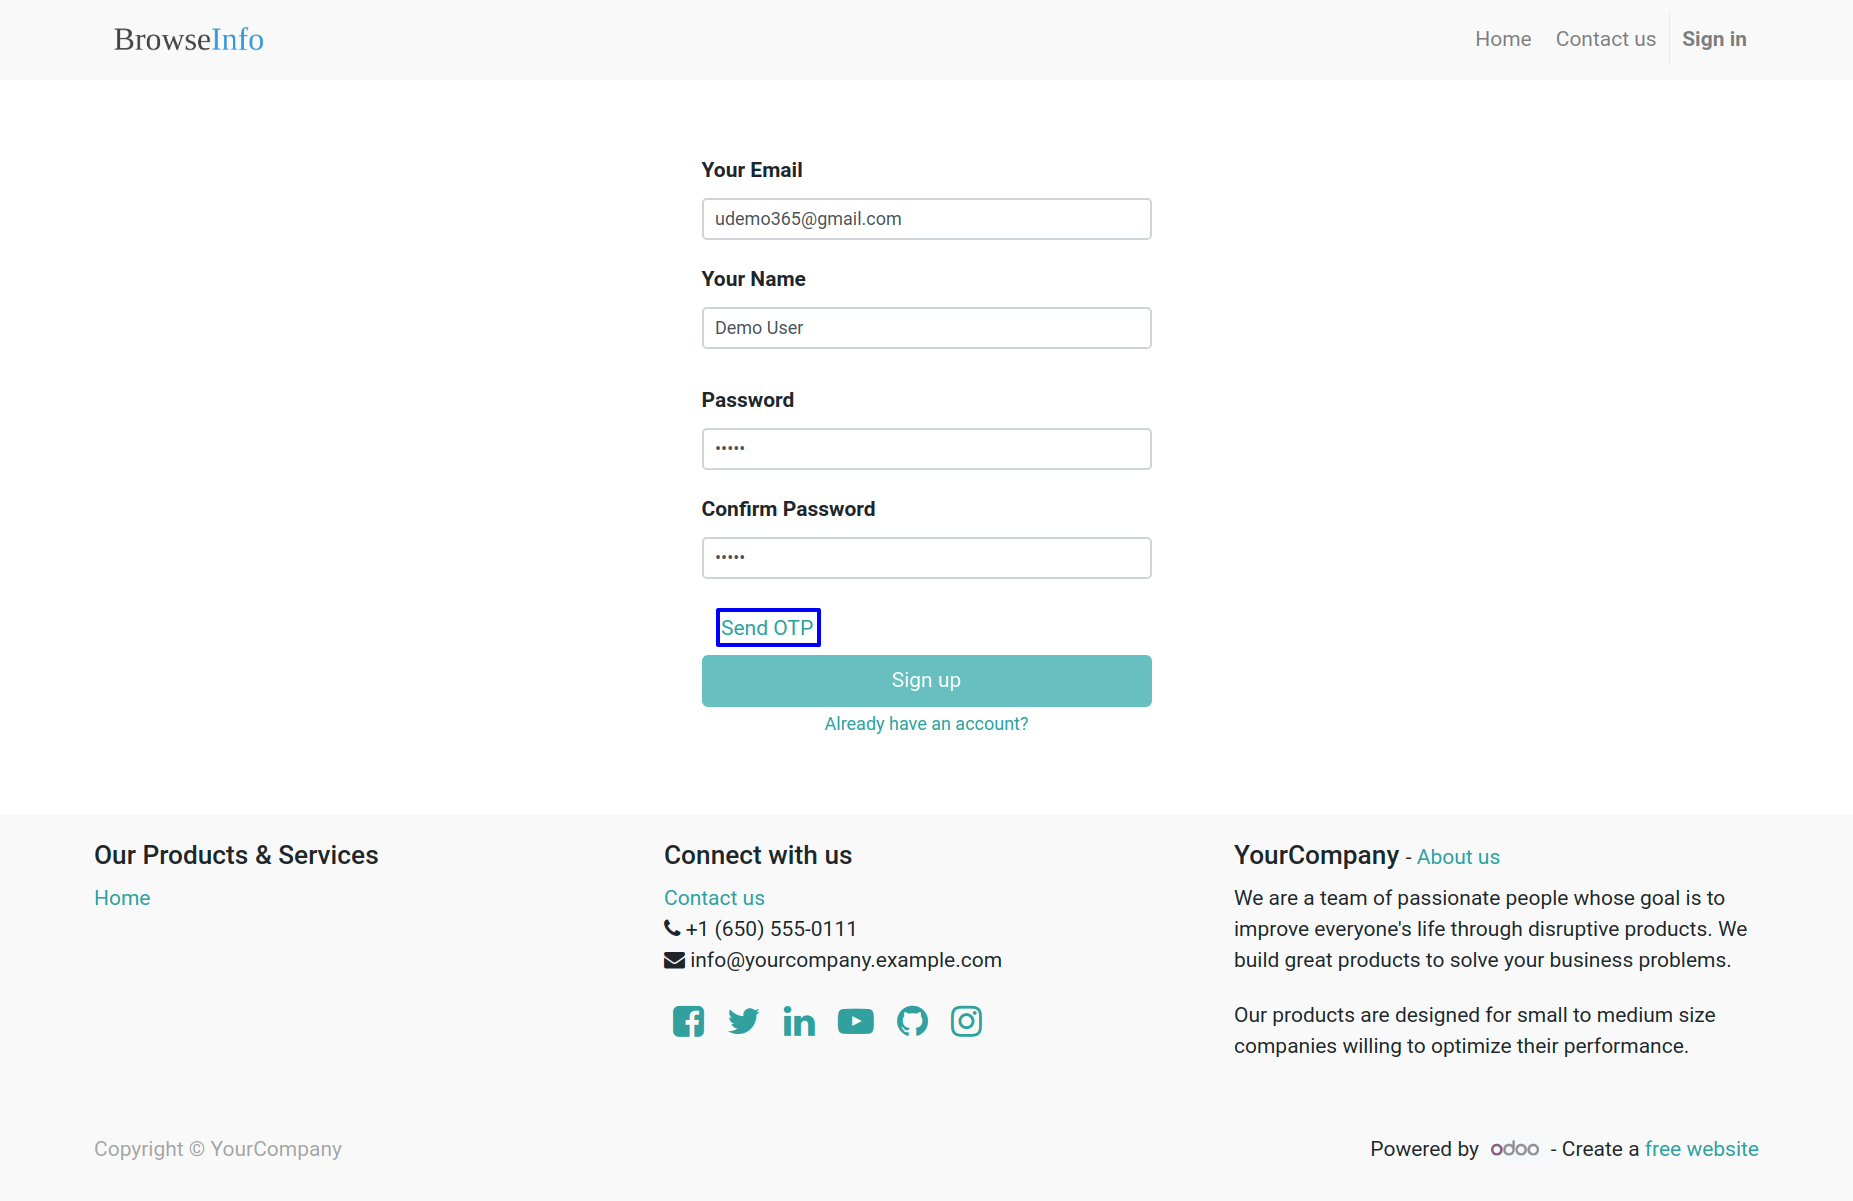 BrowseInfo
Home Contact us Sign in
Your Email
udemo365@gmail.com
Your Name
Demo User
Password
•••••
Confirm Password
•••••
Send OTP
Sign up
Already have an account?
Our Products & Services
Home
Connect with us
Contact us
+1 (650) 555-0111
info@yourcompany.example.com
YourCompany - About us
We are a team of passionate people whose goal is to
improve everyone's life through disruptive products. We
build great products to solve your business problems.
Our products are designed for small to medium size
companies willing to optimize their performance.
Copyright © YourCompany
Powered by odoo - Create a free website